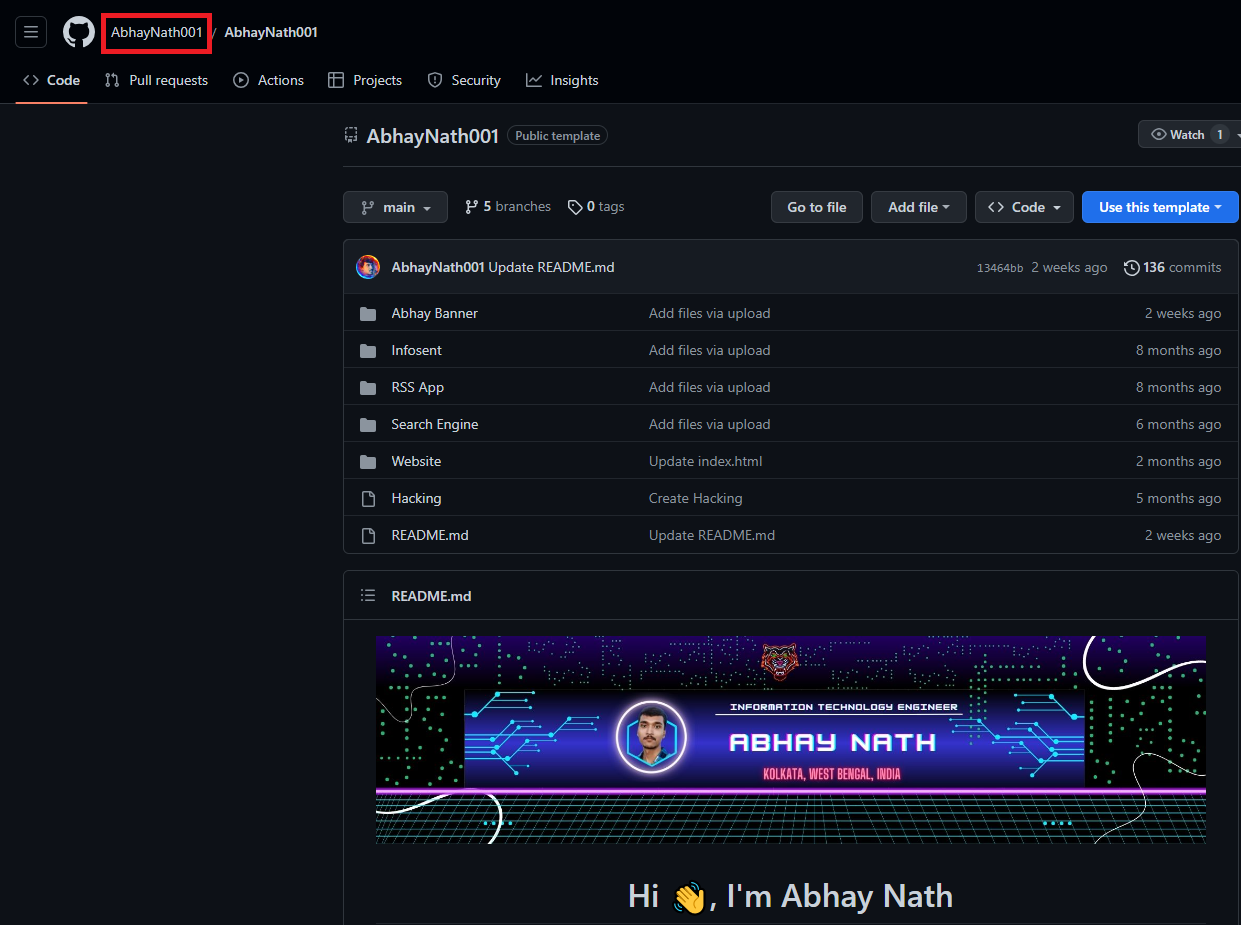 AbhayNath001 / AbhayNath001
Code Pull requests Actions Projects Security Insights
AbhayNath001 Public template Watch 1
main 5 branches 0 tags Go to file Add file Code Use this template
AbhayNath001 Update README.md 13464bb 2 weeks ago 136 commits
Abhay Banner Add files via upload 2 weeks ago
Infosent Add files via upload 8 months ago
RSS App Add files via upload 8 months ago
Search Engine Add files via upload 6 months ago
Website Update index.html 2 months ago
Hacking Create Hacking 5 months ago
README.md Update README.md 2 weeks ago
README.md
INFORMATION TECHNOLOGY ENGINEER
ABHAY NATH
KOLKATA, WEST BENGAL, INDIA
Hi 👋, I'm Abhay Nath